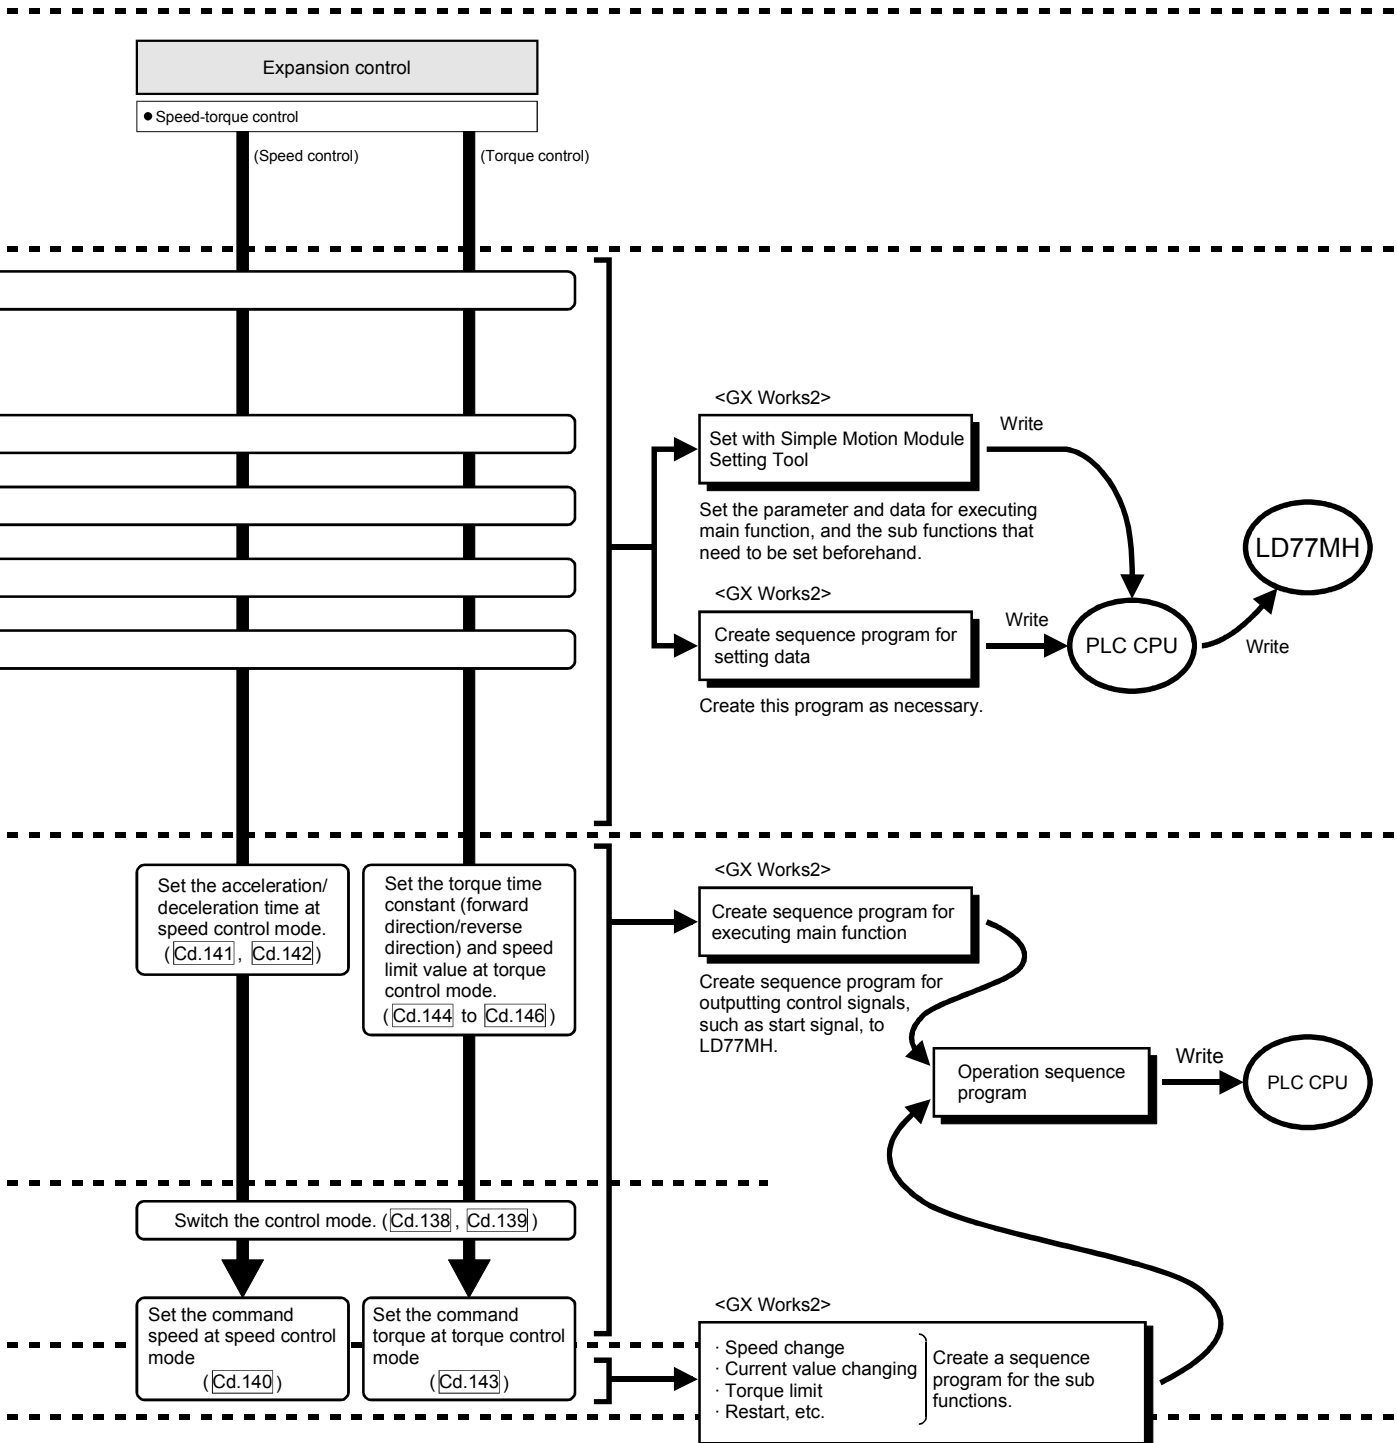 Expansion control
● Speed-torque control
(Speed control)
(Torque control)
<GX Works2>
Set with Simple Motion Module
Setting Tool
Write
Set the parameter and data for executing
main function, and the sub functions that
need to be set beforehand.
LD77MH
<GX Works2>
Create sequence program for
setting data
Write
PLC CPU
Write
Create this program as necessary.
Set the acceleration/
deceleration time at
speed control mode.
(Cd.141, Cd.142)
Set the torque time
constant (forward
direction/reverse
direction) and speed
limit value at torque
control mode.
(Cd.144 to Cd.146)
<GX Works2>
Create sequence program for
executing main function
Create sequence program for
outputting control signals,
such as start signal, to
LD77MH.
Operation sequence
program
Write
PLC CPU
Switch the control mode. (Cd.138, Cd.139)
Set the command
speed at speed control
mode
(Cd.140)
Set the command
torque at torque control
mode
(Cd.143)
<GX Works2>
· Speed change
· Current value changing
· Torque limit
· Restart, etc.
Create a sequence
program for the sub
functions.